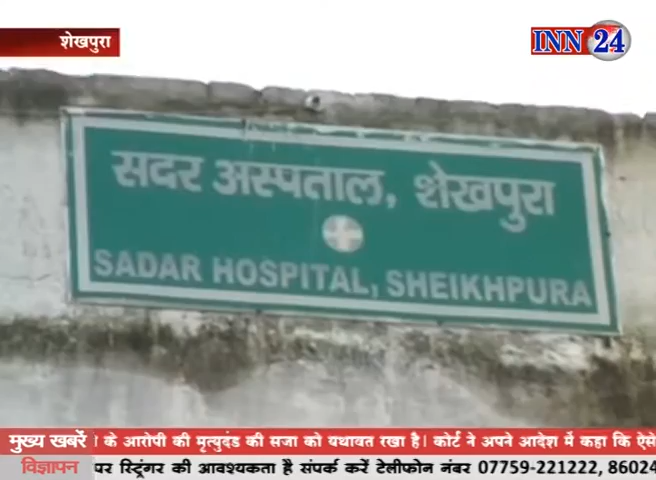 शेखपुरा
INN 24
सदर अस्पताल, शेखपुरा
SADAR HOSPITAL, SHEIKHPURA
मुख्य खबरें के आरोपी की मृत्युदंड की सजा को यथावत रखा है। कोर्ट ने अपने आदेश में कहा कि ऐसे
विज्ञापन पर स्ट्रिंगर की आवश्यकता है संपर्क करें टेलीफोन नंबर 07759-221222, 86024